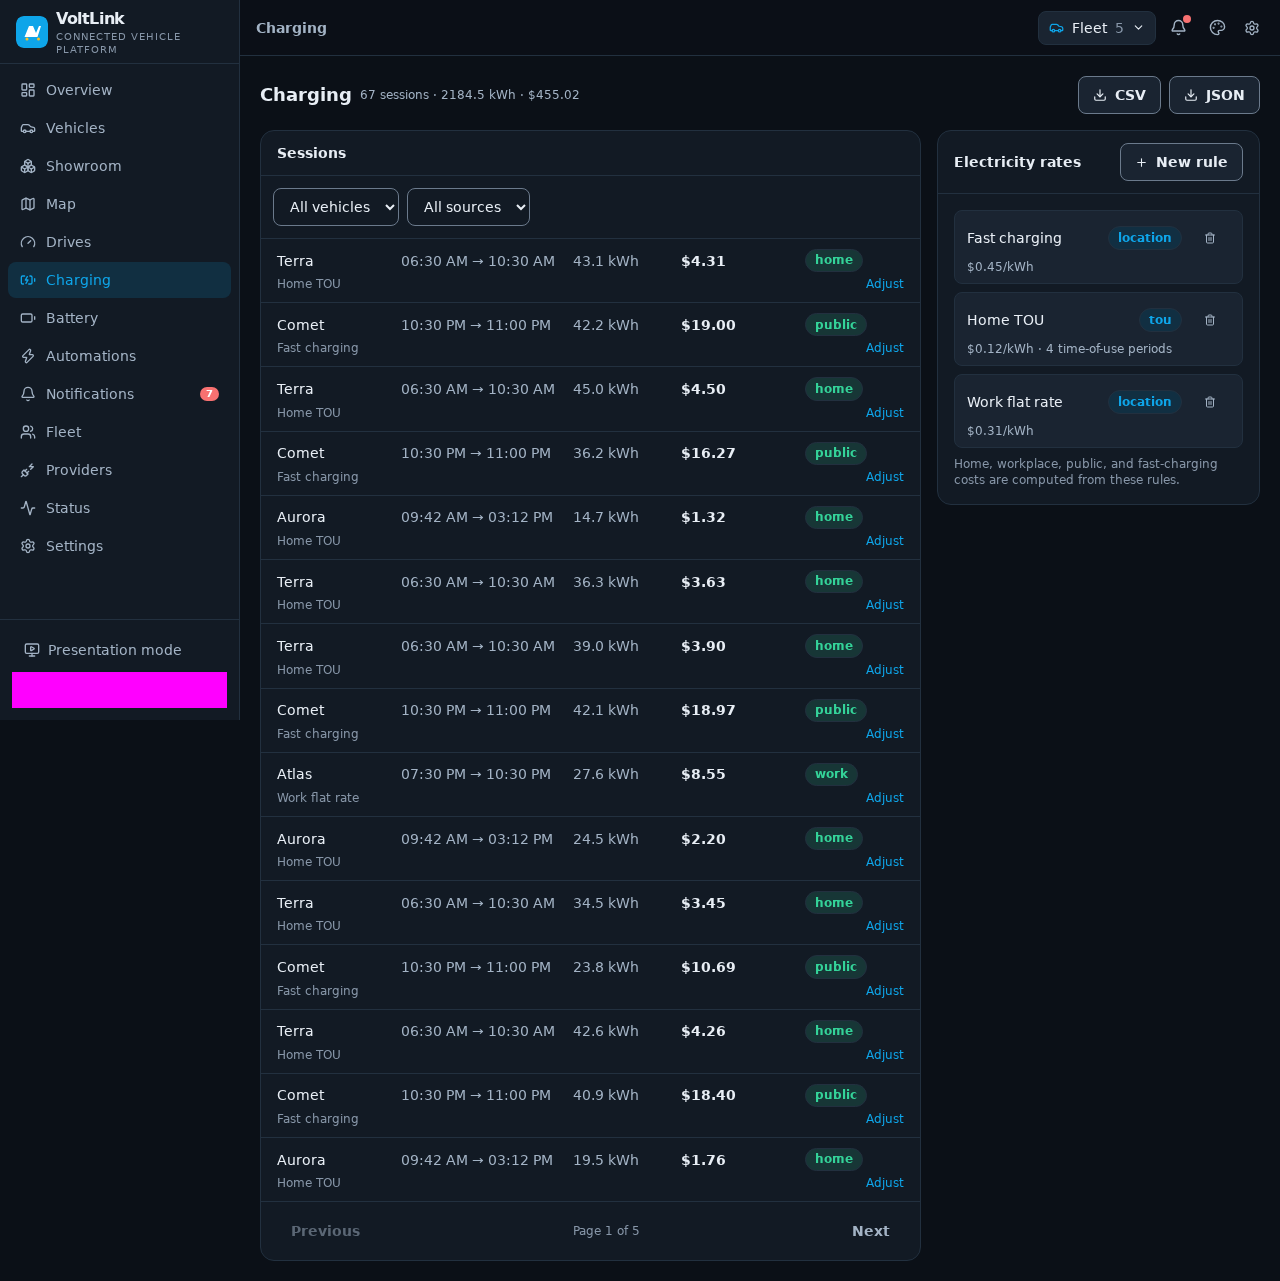 VoltLink
CONNECTED VEHICLE
PLATFORM
Overview
Vehicles
Showroom
Map
Drives
Charging
Battery
Automations
Notifications 7
Fleet
Providers
Status
Settings
Presentation mode
Charging
Fleet 5
Charging 67 sessions · 2184.5 kWh · $455.02
CSV
JSON
Sessions
All vehicles
All sources
Terra 06:30 AM → 10:30 AM 43.1 kWh $4.31 home
Home TOU Adjust
Comet 10:30 PM → 11:00 PM 42.2 kWh $19.00 public
Fast charging Adjust
Terra 06:30 AM → 10:30 AM 45.0 kWh $4.50 home
Home TOU Adjust
Comet 10:30 PM → 11:00 PM 36.2 kWh $16.27 public
Fast charging Adjust
Aurora 09:42 AM → 03:12 PM 14.7 kWh $1.32 home
Home TOU Adjust
Terra 06:30 AM → 10:30 AM 36.3 kWh $3.63 home
Home TOU Adjust
Terra 06:30 AM → 10:30 AM 39.0 kWh $3.90 home
Home TOU Adjust
Comet 10:30 PM → 11:00 PM 42.1 kWh $18.97 public
Fast charging Adjust
Atlas 07:30 PM → 10:30 PM 27.6 kWh $8.55 work
Work flat rate Adjust
Aurora 09:42 AM → 03:12 PM 24.5 kWh $2.20 home
Home TOU Adjust
Terra 06:30 AM → 10:30 AM 34.5 kWh $3.45 home
Home TOU Adjust
Comet 10:30 PM → 11:00 PM 23.8 kWh $10.69 public
Fast charging Adjust
Terra 06:30 AM → 10:30 AM 42.6 kWh $4.26 home
Home TOU Adjust
Comet 10:30 PM → 11:00 PM 40.9 kWh $18.40 public
Fast charging Adjust
Aurora 09:42 AM → 03:12 PM 19.5 kWh $1.76 home
Home TOU Adjust
Previous Page 1 of 5 Next
Electricity rates
New rule
Fast charging location
$0.45/kWh
Home TOU tou
$0.12/kWh · 4 time-of-use periods
Work flat rate location
$0.31/kWh
Home, workplace, public, and fast-charging
costs are computed from these rules.